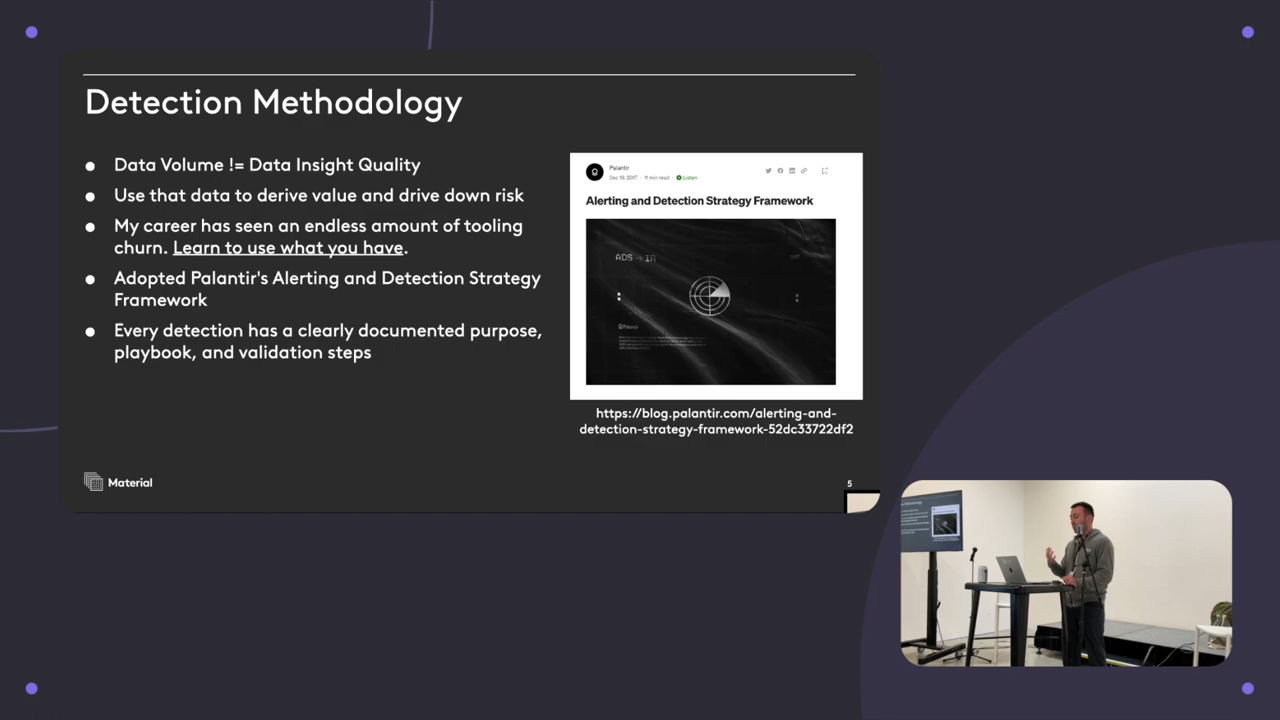 Detection Methodology
● Data Volume != Data Insight Quality
● Use that data to derive value and drive down risk
● My career has seen an endless amount of tooling
churn. Learn to use what you have.
● Adopted Palantir's Alerting and Detection Strategy
Framework
● Every detection has a clearly documented purpose,
playbook, and validation steps
Palantir
Dec 19, 2017 · 11 min read · Listen
Alerting and Detection Strategy Framework
ADS
Palantir
https://blog.palantir.com/alerting-and-
detection-strategy-framework-52dc33722df2
Material
5